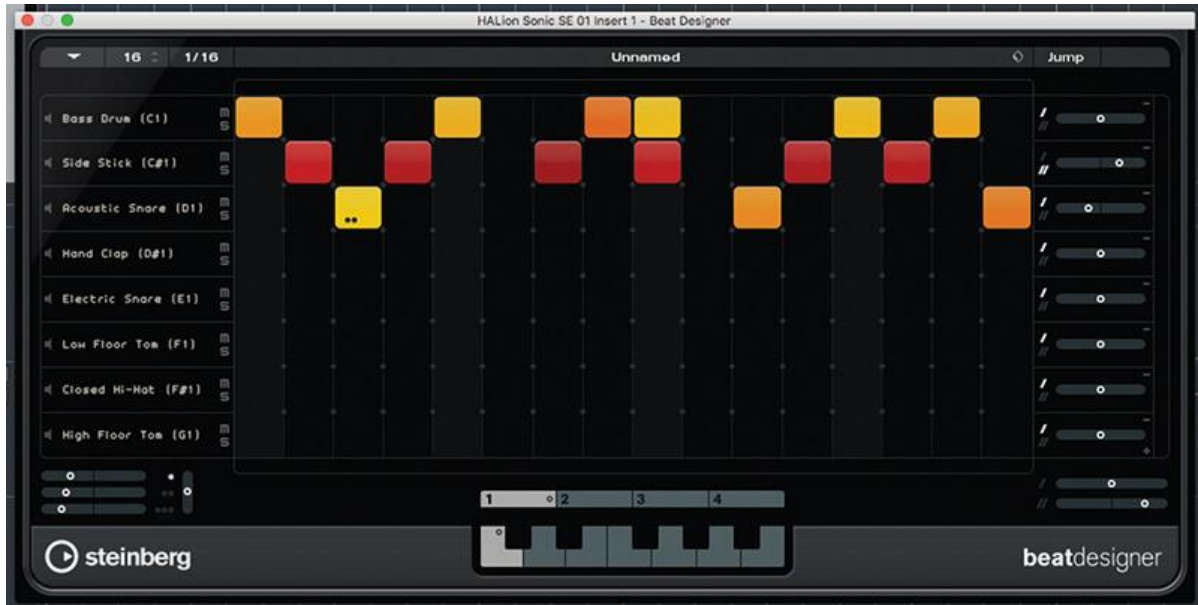 HALion Sonic SE 01 Insert 1 - Beat Designer
16 1/16 Unnamed Jump
Bass Drum (C1) m S
Side Stick (C#1) m S
Acoustic Snare (D1) m S
Hand Clap (D#1) m S
Electric Snare (E1) m S
Low Floor Tom (F1) m S
Closed Hi-Hat (F#1) m S
High Floor Tom (G1) m S
1 2 3 4
steinberg beatdesigner